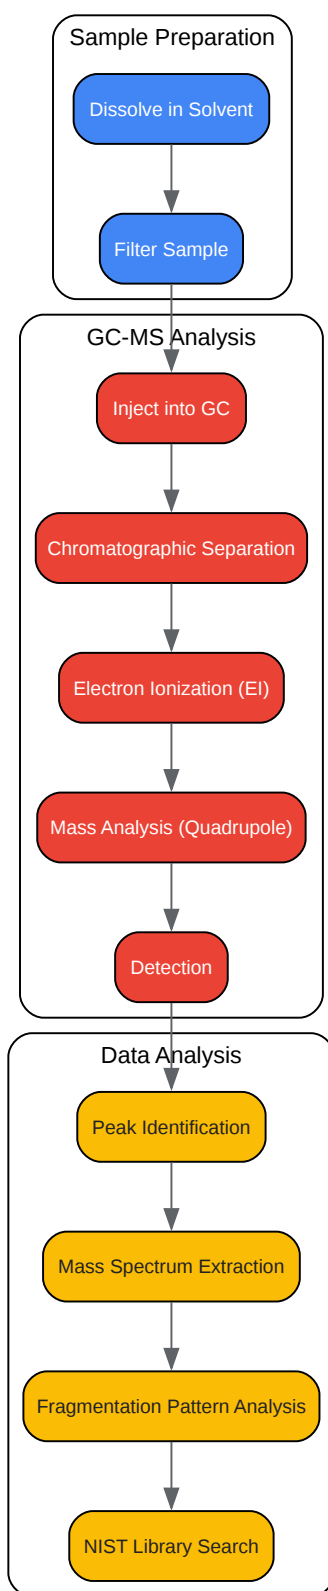 Sample Preparation
Dissolve in Solvent
Filter Sample
GC-MS Analysis
Inject into GC
Chromatographic Separation
Electron Ionization (EI)
Mass Analysis (Quadrupole)
Detection
Data Analysis
Peak Identification
Mass Spectrum Extraction
Fragmentation Pattern Analysis
NIST Library Search